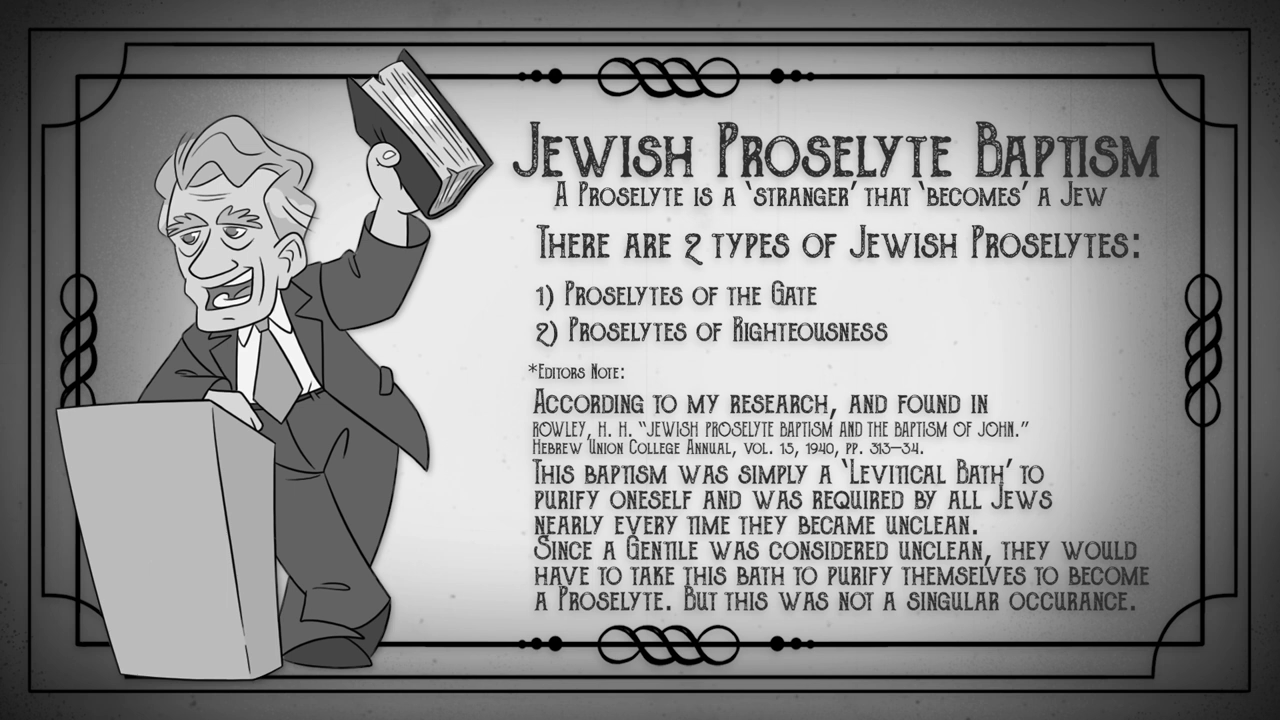 Jewish Proselyte Baptism
A Proselyte is a 'stranger' that 'becomes' a Jew
There are 2 types of Jewish Proselytes:
1) Proselytes of the Gate
2) Proselytes of Righteousness
*Editors Note:
According to my research, and found in
Rowley, H. H. "Jewish Proselyte Baptism and the Baptism of John."
Hebrew Union College Annual, vol. 15, 1940, pp. 313–34.
This baptism was simply a 'Levitical Bath' to
purify oneself and was required by all Jews
nearly every time they became unclean.
Since a Gentile was considered unclean, they would
have to take this bath to purify themselves to become
a Proselyte. But this was not a singular occurance.